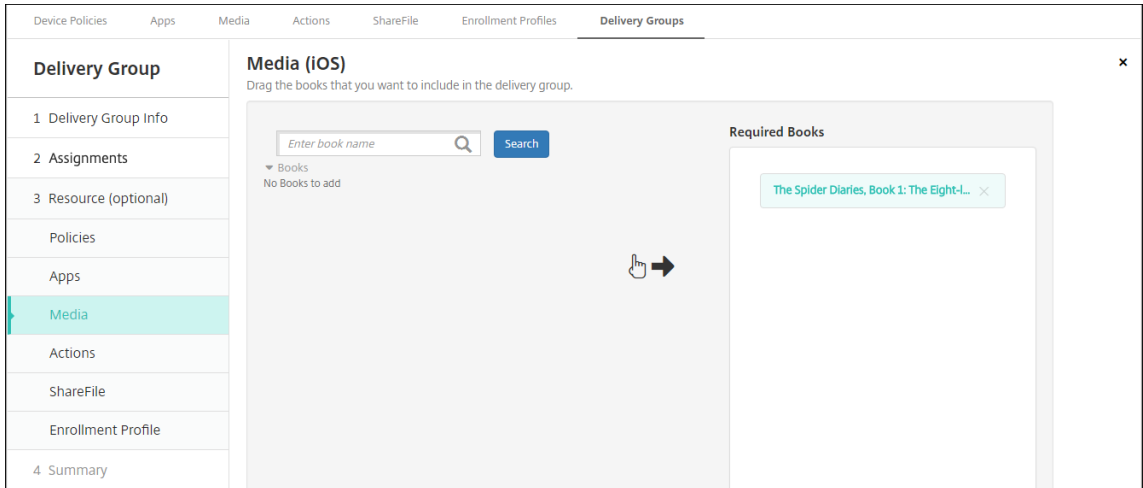 Device Policies Apps Media Actions ShareFile Enrollment Profiles Delivery Groups
Delivery Group
1 Delivery Group Info
2 Assignments
3 Resource (optional)
Policies
Apps
Media
Actions
ShareFile
Enrollment Profile
4 Summary
Media (iOS)
Drag the books that you want to include in the delivery group.
Enter book name
Search
Books
No Books to add
Required Books
The Spider Diaries, Book 1: The Eight-l...